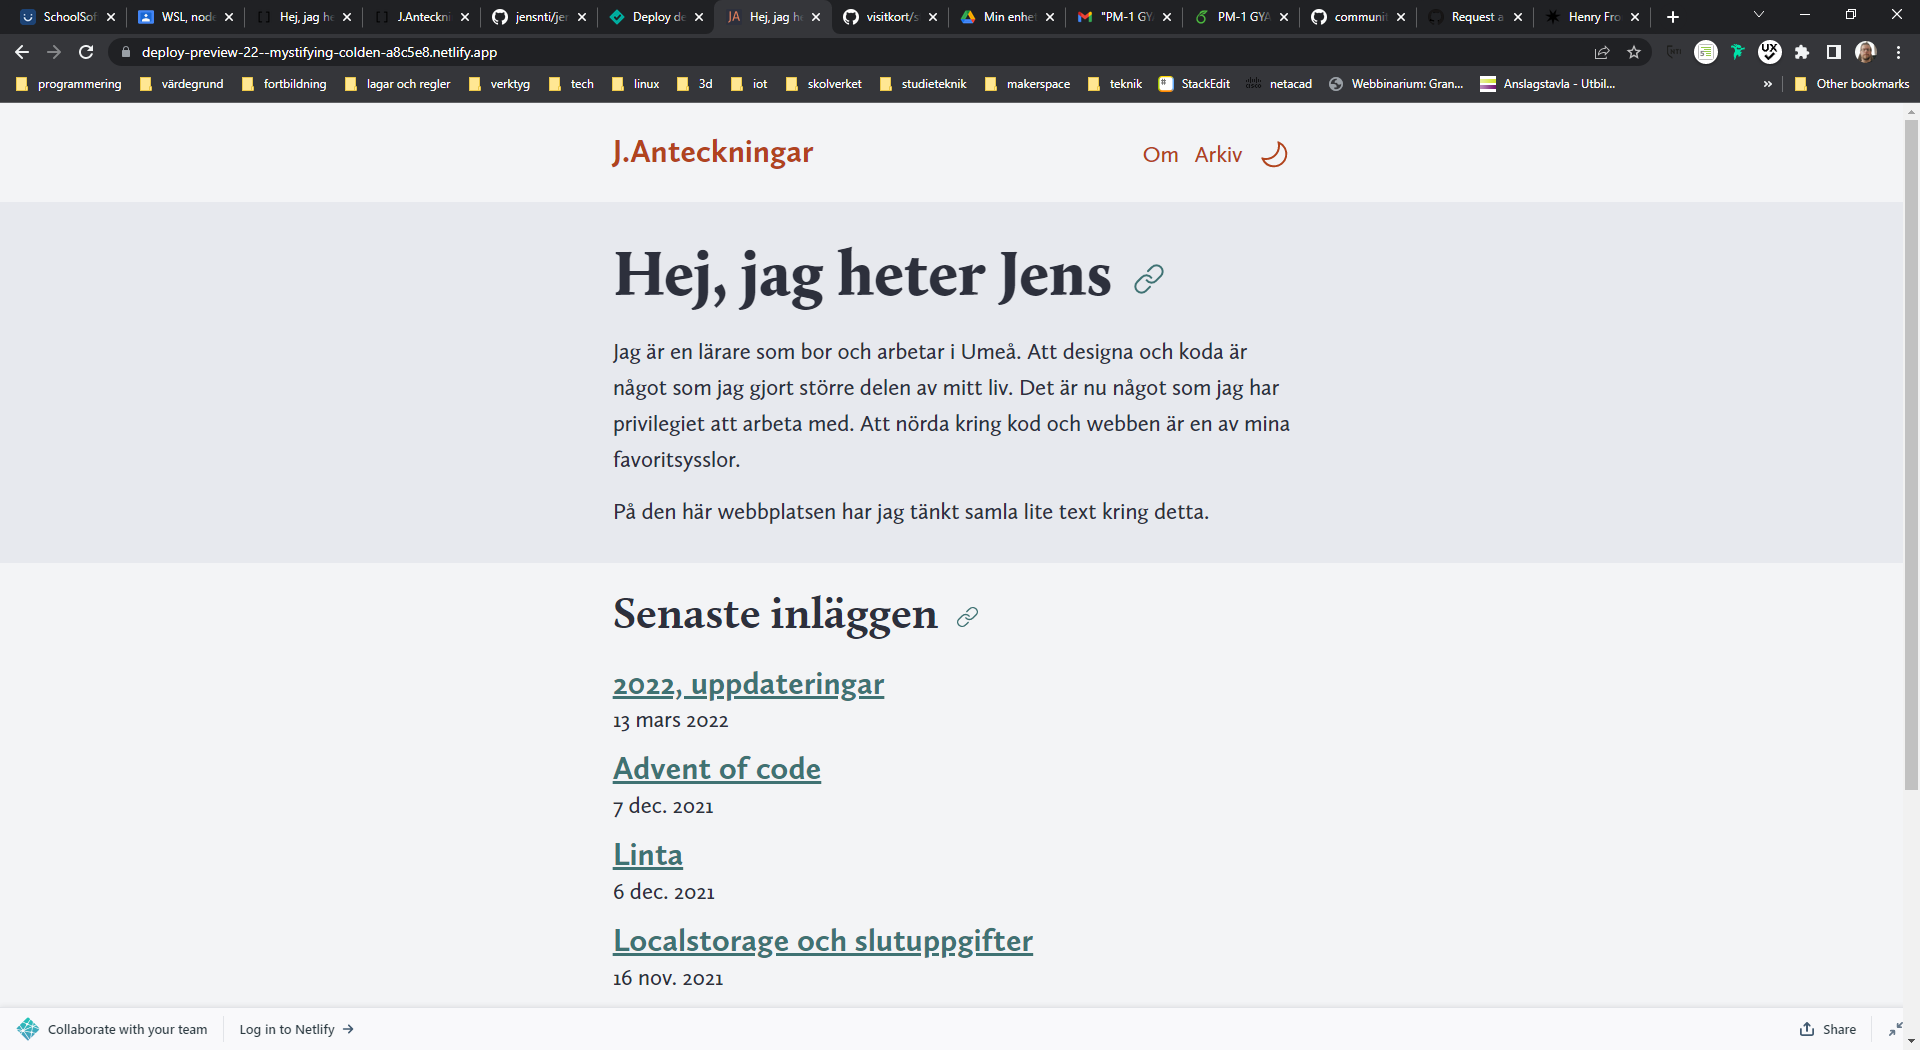 SchoolSof
WSL, node
Hej, jag he
J.Anteckni
jensnti/jer
Deploy de
Hej, jag he
visitkort/s
Min enhet
"PM-1 GYA
PM-1 GYA
communit
Request a
Henry Fro
deploy-preview-22--mystifying-colden-a8c5e8.netlify.app
programmering
värdegrund
fortbildning
lagar och regler
verktyg
tech
linux
3d
iot
skolverket
studieteknik
makerspace
teknik
StackEdit
netacad
Webbinarium: Gran...
Anslagstavla - Utbil...
»
Other bookmarks
J.Anteckningar
Om Arkiv
Hej, jag heter Jens
Jag är en lärare som bor och arbetar i Umeå. Att designa och koda är
något som jag gjort större delen av mitt liv. Det är nu något som jag har
privilegiet att arbeta med. Att nörda kring kod och webben är en av mina
favoritsysslor.
På den här webbplatsen har jag tänkt samla lite text kring detta.
Senaste inläggen
2022, uppdateringar
13 mars 2022
Advent of code
7 dec. 2021
Linta
6 dec. 2021
Localstorage och slutuppgifter
16 nov. 2021
Collaborate with your team
Log in to Netlify →
Share